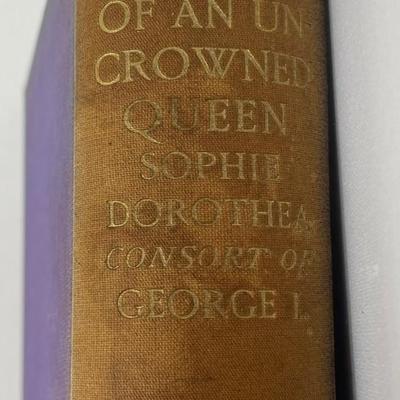 OF AN UN-
CROWNED
QUEEN,
SOPHIE
DOROTHEA,
CONSORT OF
GEORGE I.